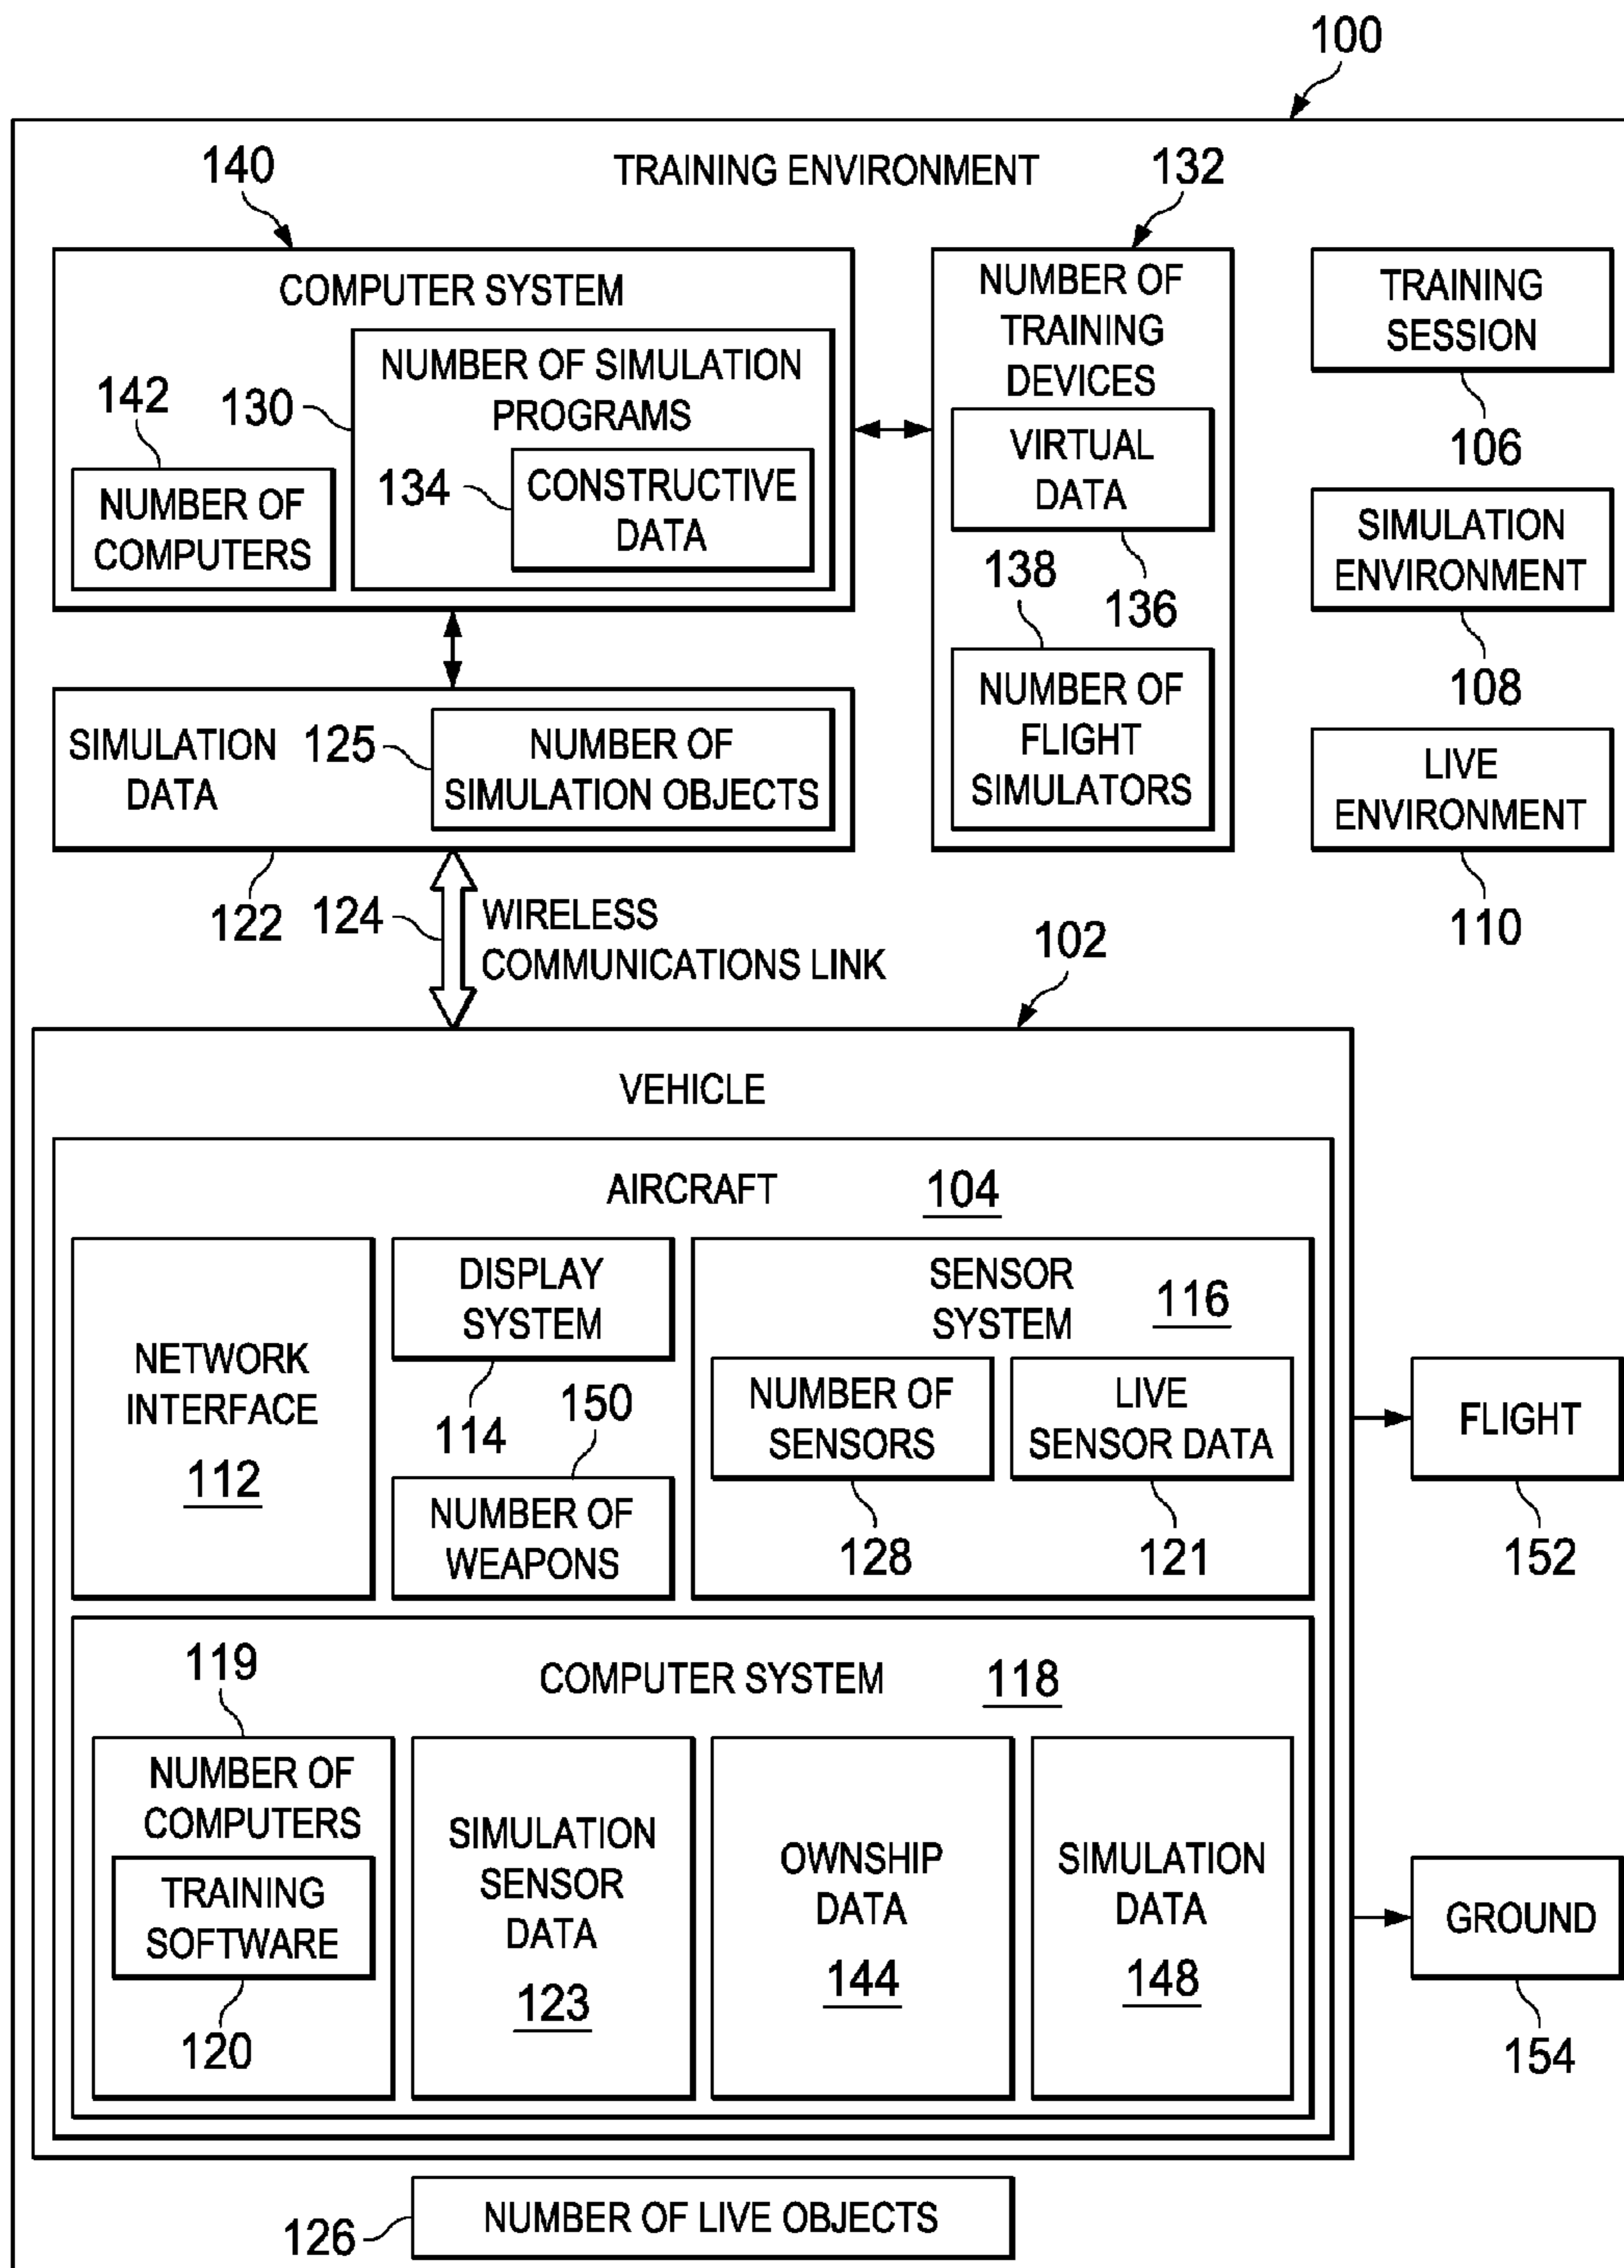 100
TRAINING ENVIRONMENT
140
132
COMPUTER SYSTEM
142
130
NUMBER OF SIMULATION
PROGRAMS
134
CONSTRUCTIVE
DATA
NUMBER OF
COMPUTERS
NUMBER OF
TRAINING
DEVICES
VIRTUAL
DATA
136
138
NUMBER OF
FLIGHT
SIMULATORS
TRAINING
SESSION
106
SIMULATION
ENVIRONMENT
108
LIVE
ENVIRONMENT
110
SIMULATION
DATA
125
NUMBER OF
SIMULATION OBJECTS
122
124
WIRELESS
COMMUNICATIONS LINK
102
VEHICLE
AIRCRAFT 104
NETWORK
INTERFACE
112
DISPLAY
SYSTEM
114
150
NUMBER OF
WEAPONS
SENSOR
SYSTEM
116
NUMBER OF
SENSORS
128
LIVE
SENSOR DATA
121
FLIGHT
152
119
COMPUTER SYSTEM 118
NUMBER OF
COMPUTERS
TRAINING
SOFTWARE
120
SIMULATION
SENSOR
DATA
123
OWNSHIP
DATA
144
SIMULATION
DATA
148
GROUND
154
126
NUMBER OF LIVE OBJECTS